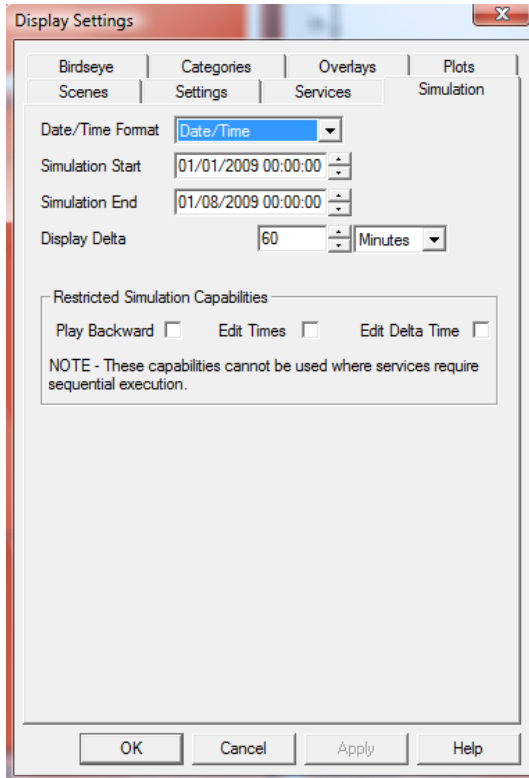 Display Settings
Birdseye Categories Overlays Plots
Scenes Settings Services Simulation
Date/Time Format Date/Time
Simulation Start 01/01/2009 00:00:00
Simulation End 01/08/2009 00:00:00
Display Delta 60 Minutes
Restricted Simulation Capabilities
Play Backward Edit Times Edit Delta Time
NOTE - These capabilities cannot be used where services require
sequential execution.
OK Cancel Apply Help